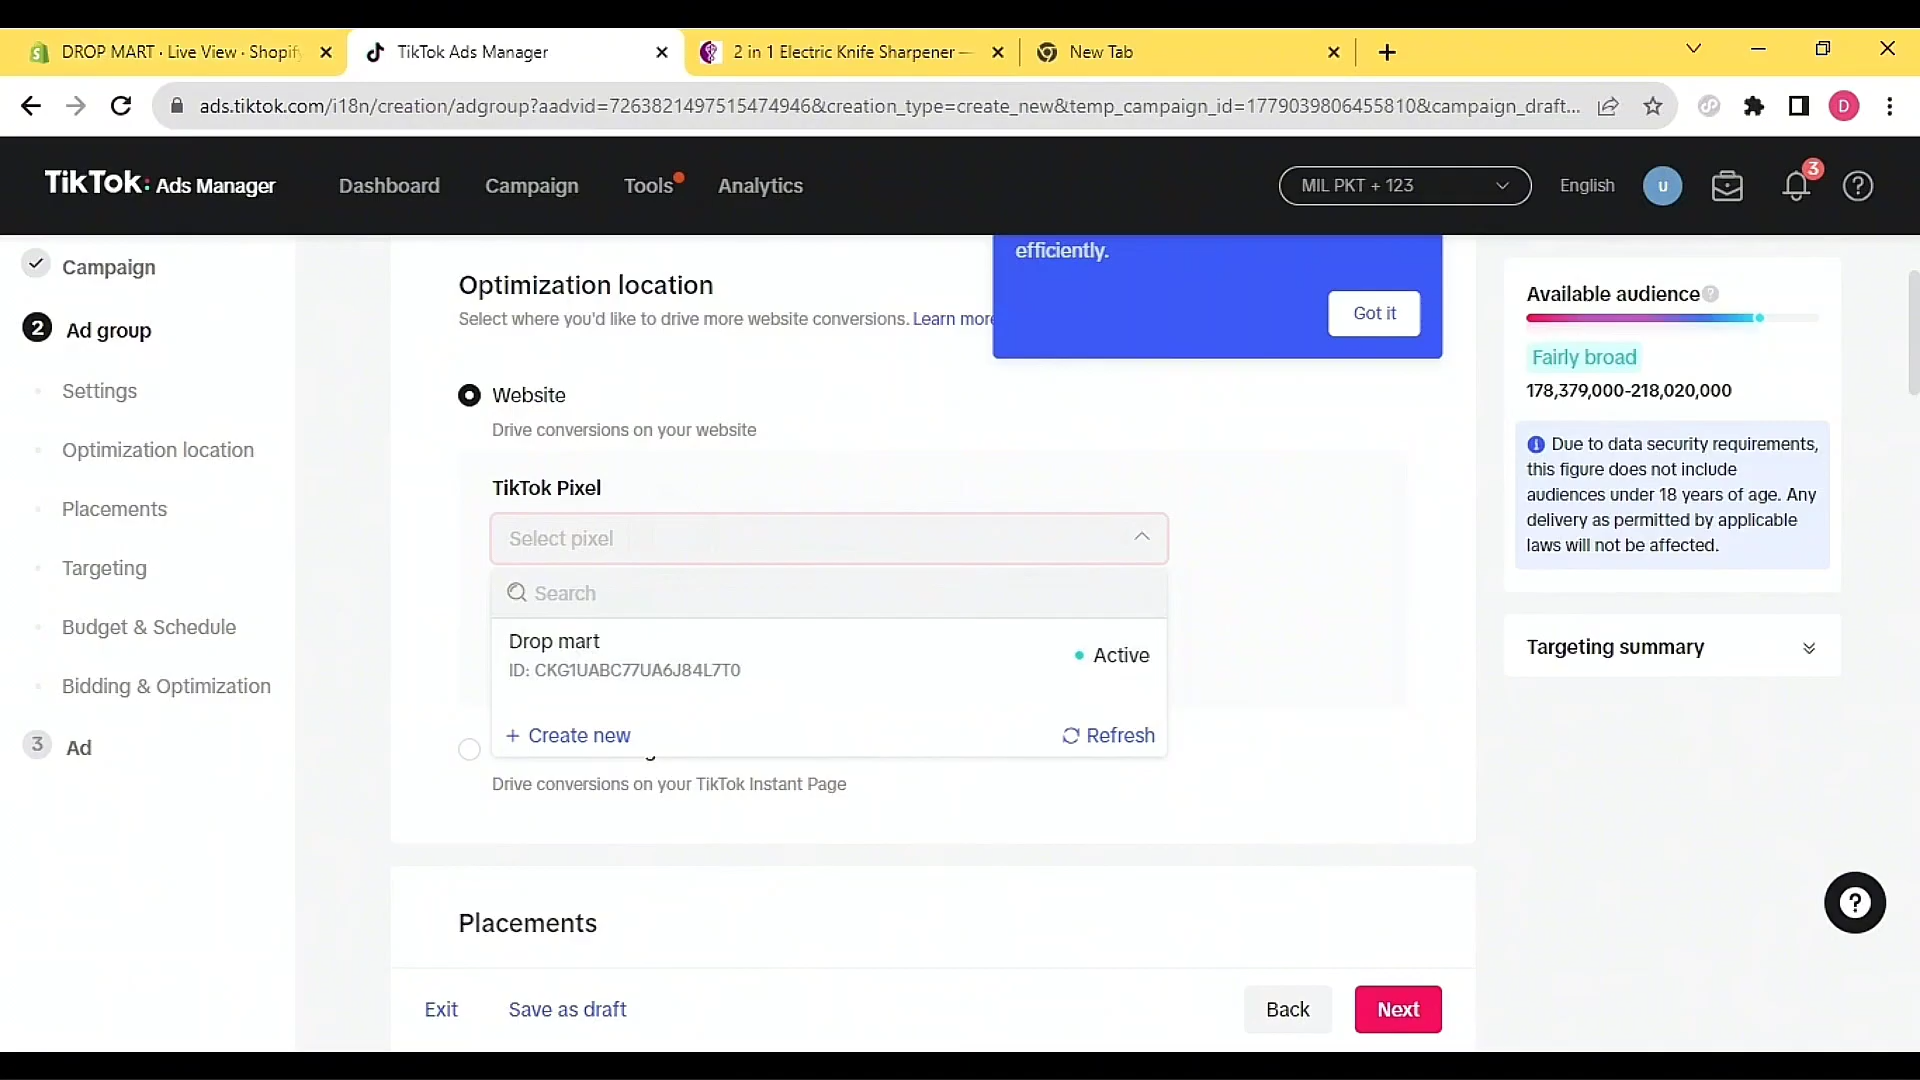 DROP MART · Live View · Shopify
TikTok Ads Manager
2 in 1 Electric Knife Sharpener —
New Tab
ads.tiktok.com/i18n/creation/adgroup?aadvid=7263821497515474946&creation_type=create_new&temp_campaign_id=1779039806455810&campaign_draft...
D
TikTok: Ads Manager
Dashboard
Campaign
Tools
Analytics
MIL PKT + 123
English
U
3
Campaign
2 Ad group
Settings
Optimization location
Placements
Targeting
Budget & Schedule
Bidding & Optimization
3 Ad
efficiently.
Got it
Optimization location
Select where you'd like to drive more website conversions. Learn more
Website
Drive conversions on your website
TikTok Pixel
Select pixel
Search
Drop mart
ID: CKG1UABC77UA6J84L7T0
Active
+ Create new
Refresh
Drive conversions on your TikTok Instant Page
Placements
Exit
Save as draft
Back
Next
Available audience
Fairly broad
178,379,000-218,020,000
Due to data security requirements,
this figure does not include
audiences under 18 years of age. Any
delivery as permitted by applicable
laws will not be affected.
Targeting summary